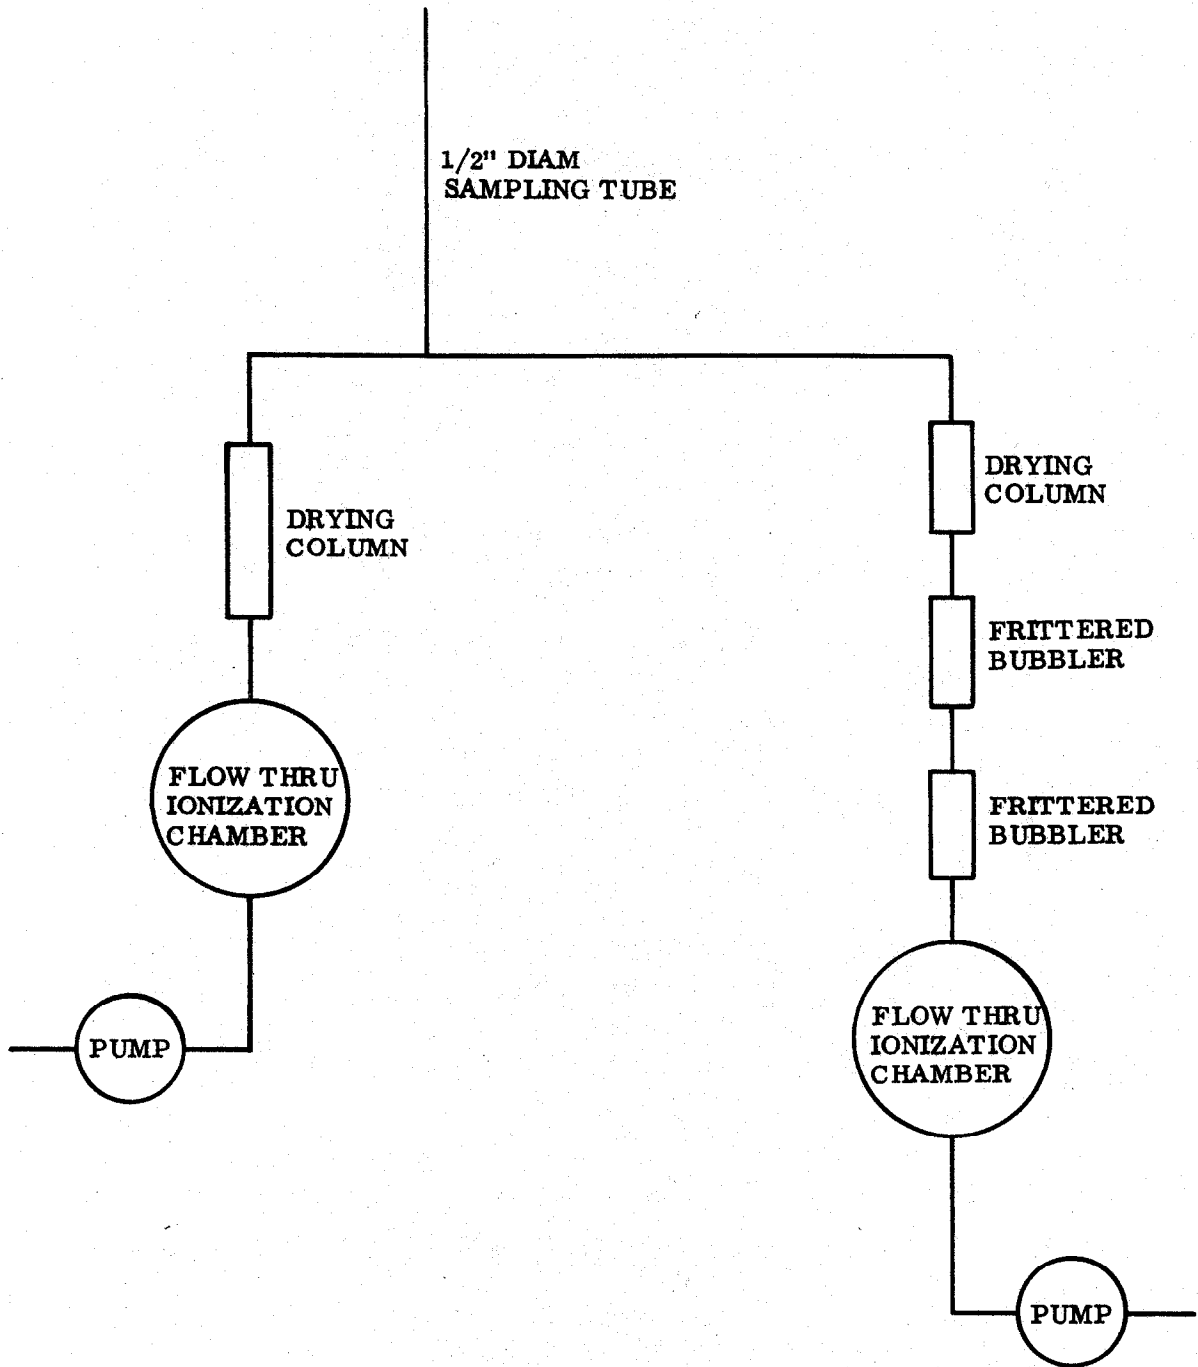 1/2" DIAM
SAMPLING TUBE
DRYING
COLUMN
FLOW THRU
IONIZATION
CHAMBER
PUMP
DRYING
COLUMN
FRITTERED
BUBBLER
FRITTERED
BUBBLER
FLOW THRU
IONIZATION
CHAMBER
PUMP